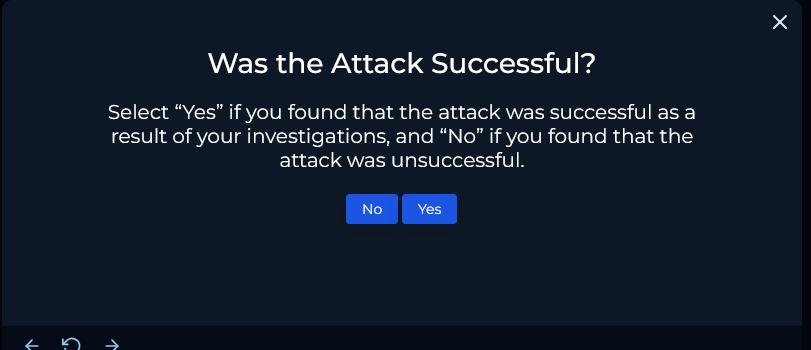 Was the Attack Successful?
Select “Yes” if you found that the attack was successful as a
result of your investigations, and “No” if you found that the
attack was unsuccessful.
No Yes